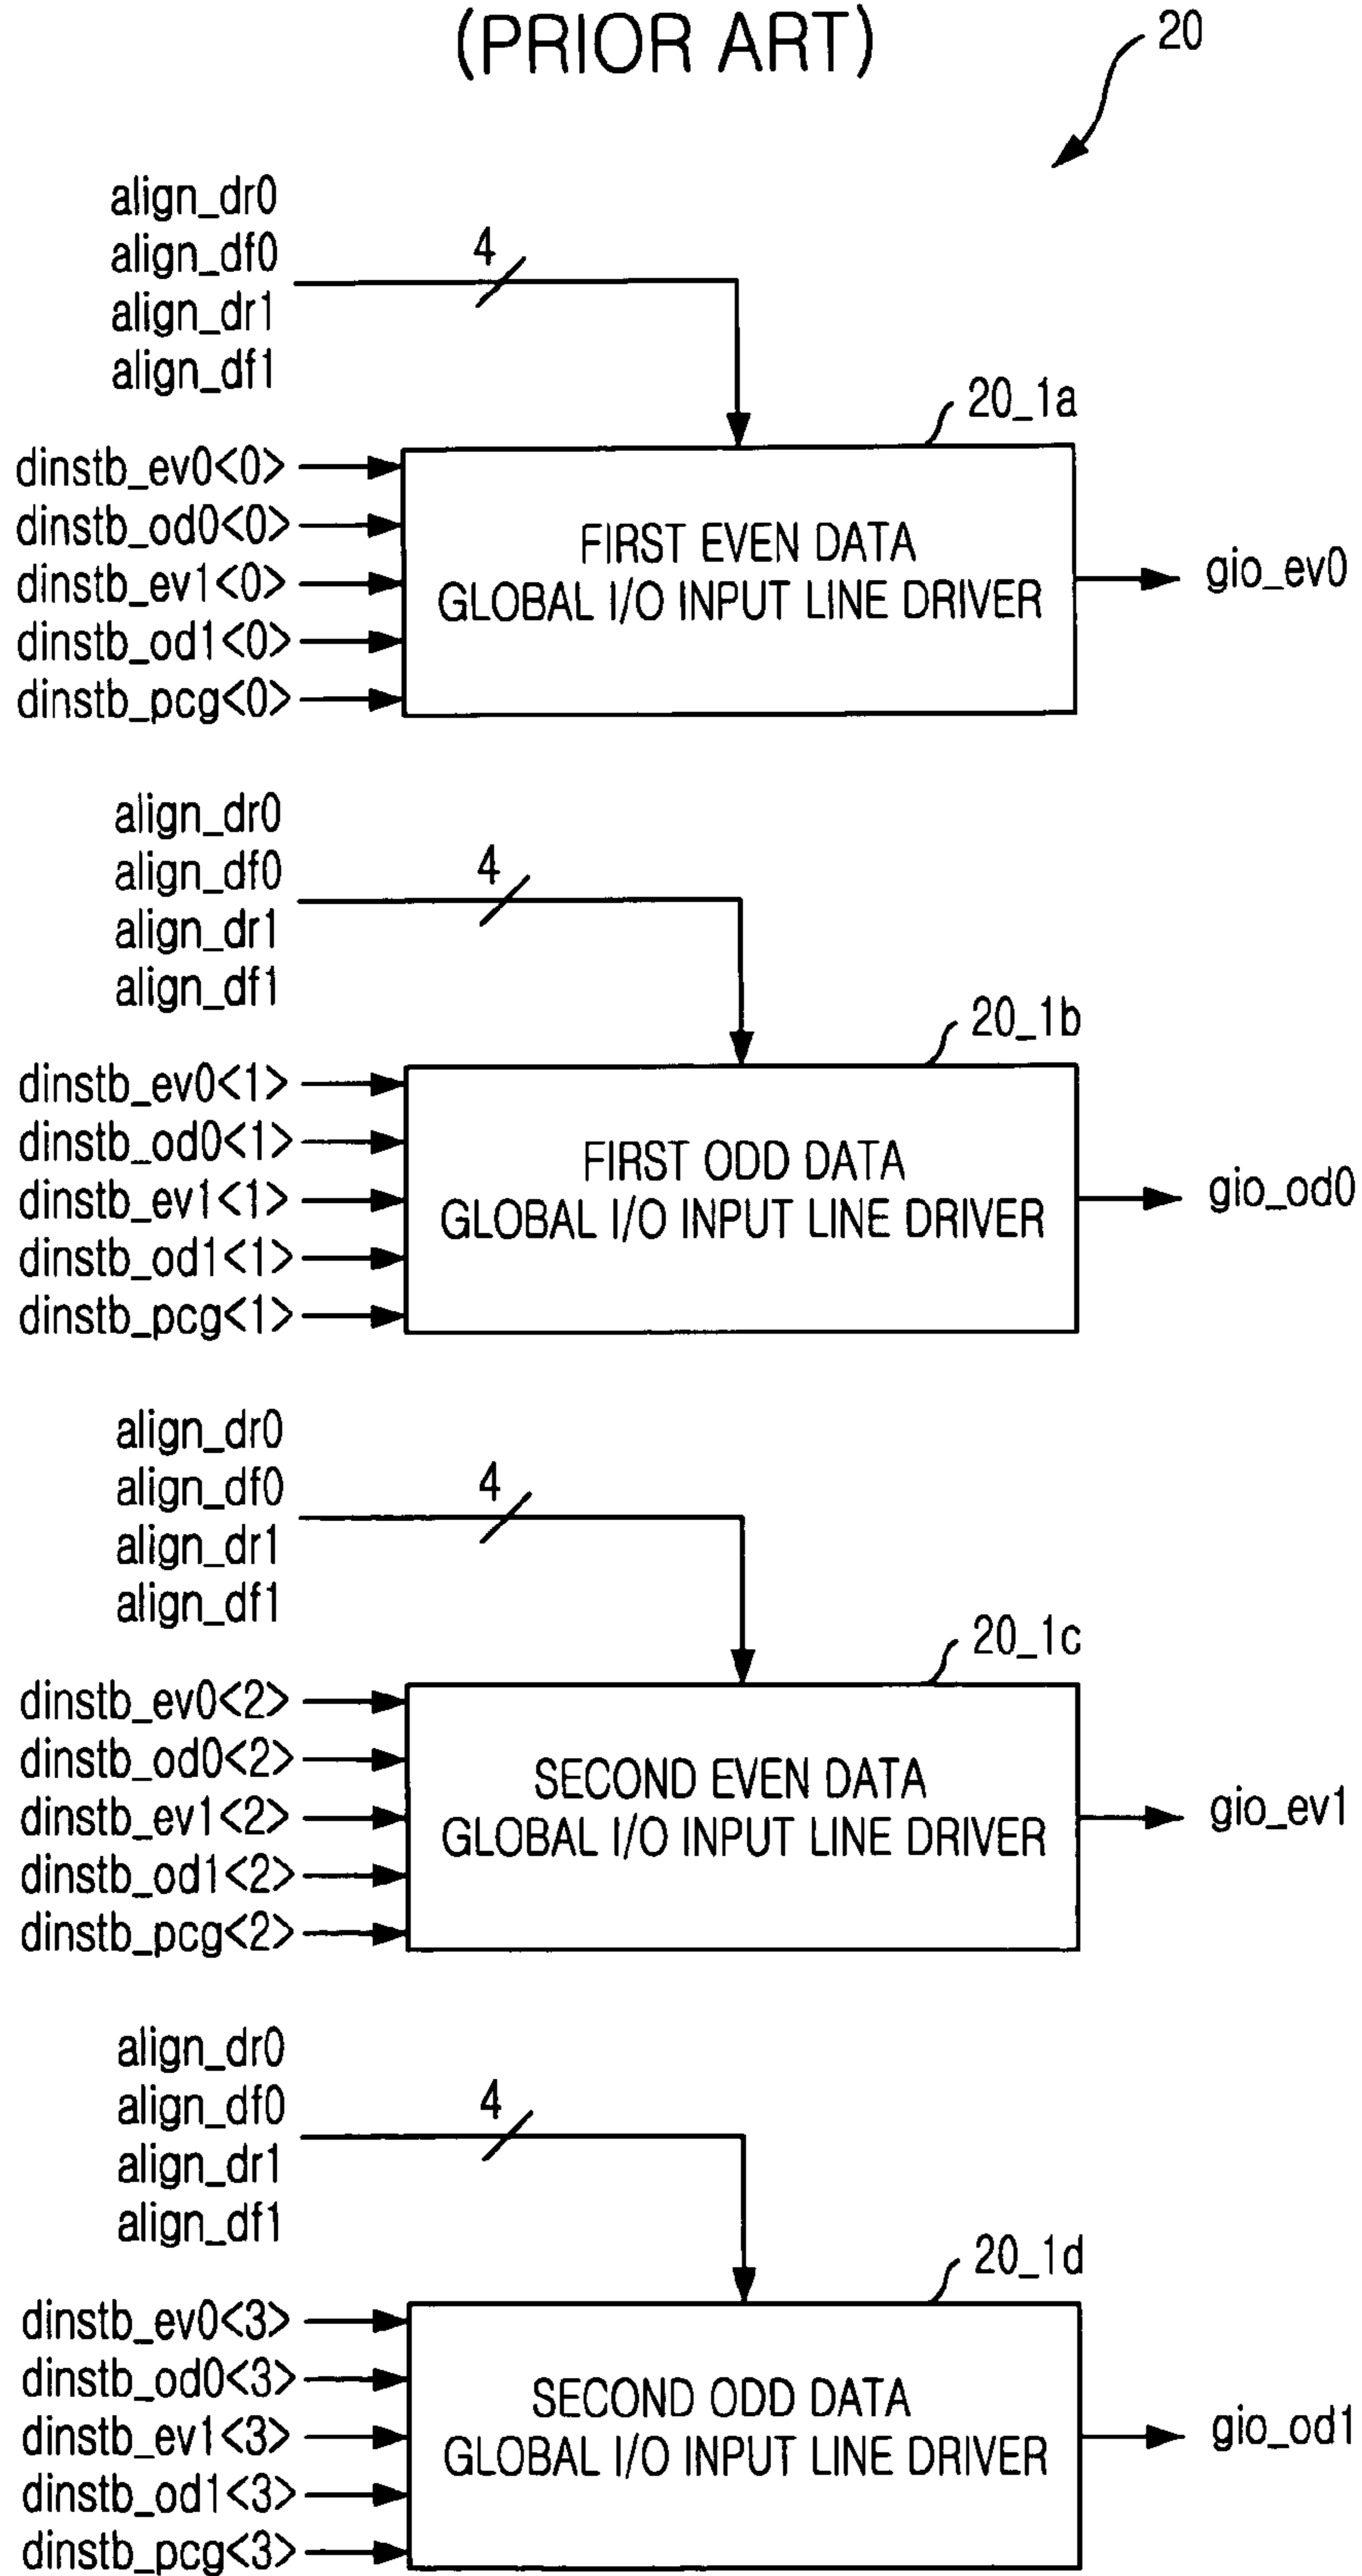 (PRIOR ART)
20
align_dr0
align_df0
align_dr1
align_df1
4
20_1a
dinstb_ev0<0>
dinstb_od0<0>
dinstb_ev1<0>
dinstb_od1<0>
dinstb_pcg<0>
FIRST EVEN DATA
GLOBAL I/O INPUT LINE DRIVER
gio_ev0
align_dr0
align_df0
align_dr1
align_df1
4
20_1b
dinstb_ev0<1>
dinstb_od0<1>
dinstb_ev1<1>
dinstb_od1<1>
dinstb_pcg<1>
FIRST ODD DATA
GLOBAL I/O INPUT LINE DRIVER
gio_od0
align_dr0
align_df0
align_dr1
align_df1
4
20_1c
dinstb_ev0<2>
dinstb_od0<2>
dinstb_ev1<2>
dinstb_od1<2>
dinstb_pcg<2>
SECOND EVEN DATA
GLOBAL I/O INPUT LINE DRIVER
gio_ev1
align_dr0
align_df0
align_dr1
align_df1
4
20_1d
dinstb_ev0<3>
dinstb_od0<3>
dinstb_ev1<3>
dinstb_od1<3>
dinstb_pcg<3>
SECOND ODD DATA
GLOBAL I/O INPUT LINE DRIVER
gio_od1